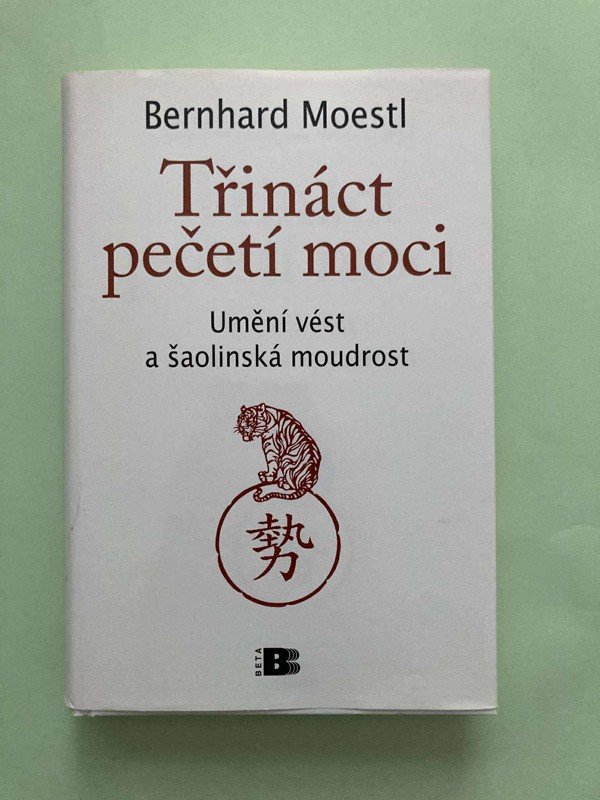 Bernhard Moestl
Třináct
pečetí moci
Umění vést
a šaolinská moudrost
勢
BETA
B